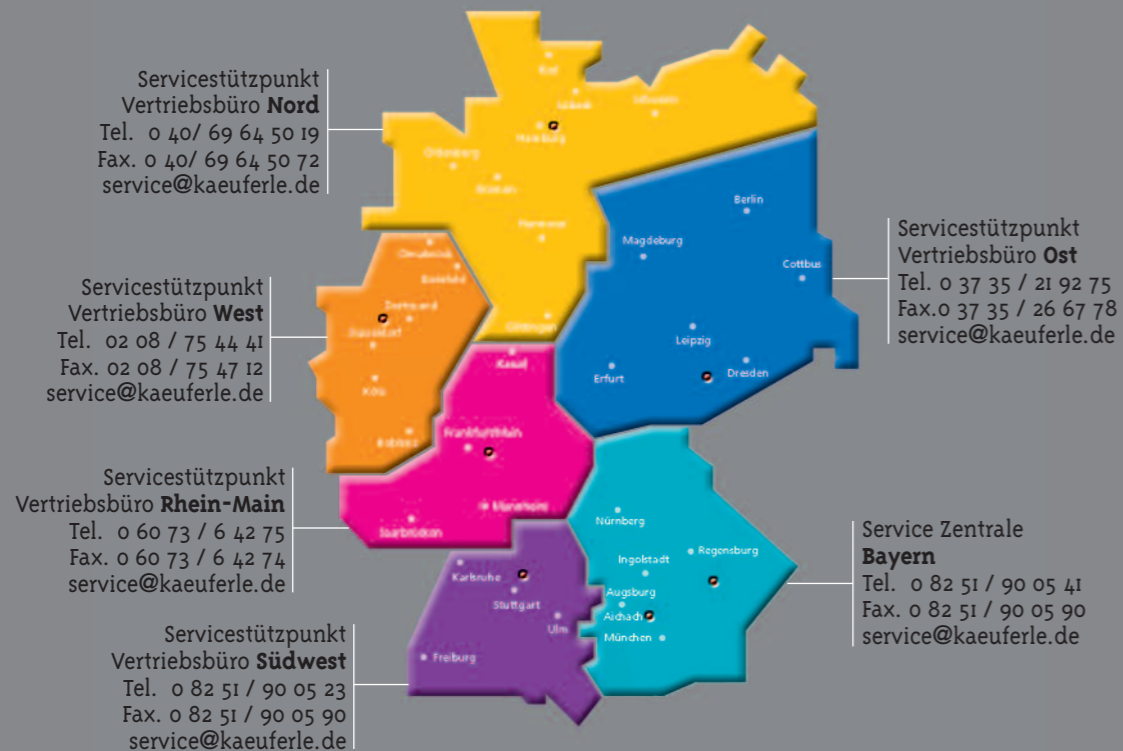 Servicestützpunkt
Vertriebsbüro Nord
Tel. 0 40/ 69 64 50 19
Fax. 0 40/ 69 64 50 72
service@kaeuferle.de
Servicestützpunkt
Vertriebsbüro West
Tel. 02 08 / 75 44 41
Fax. 02 08 / 75 47 12
service@kaeuferle.de
Servicestützpunkt
Vertriebsbüro Rhein-Main
Tel. 0 60 73 / 6 42 75
Fax. 0 60 73 / 6 42 74
service@kaeuferle.de
Servicestützpunkt
Vertriebsbüro Südwest
Tel. 0 82 51 / 90 05 23
Fax. 0 82 51 / 90 05 90
service@kaeuferle.de
Kiel
Lübeck
Schwerin
Hamburg
Oldenburg
Bremen
Hannover
Göttingen
Osnabrück
Bielefeld
Dortmund
Düsseldorf
Köln
Koblenz
Kassel
Frankfurt/Main
Mannheim
Saarbrücken
Karlsruhe
Stuttgart
Ulm
Freiburg
Berlin
Magdeburg
Cottbus
Leipzig
Erfurt
Dresden
Nürnberg
Regensburg
Ingolstadt
Augsburg
Aichach
München
Servicestützpunkt
Vertriebsbüro Ost
Tel. 0 37 35 / 21 92 75
Fax.0 37 35 / 26 67 78
service@kaeuferle.de
Service Zentrale
Bayern
Tel. 0 82 51 / 90 05 41
Fax. 0 82 51 / 90 05 90
service@kaeuferle.de